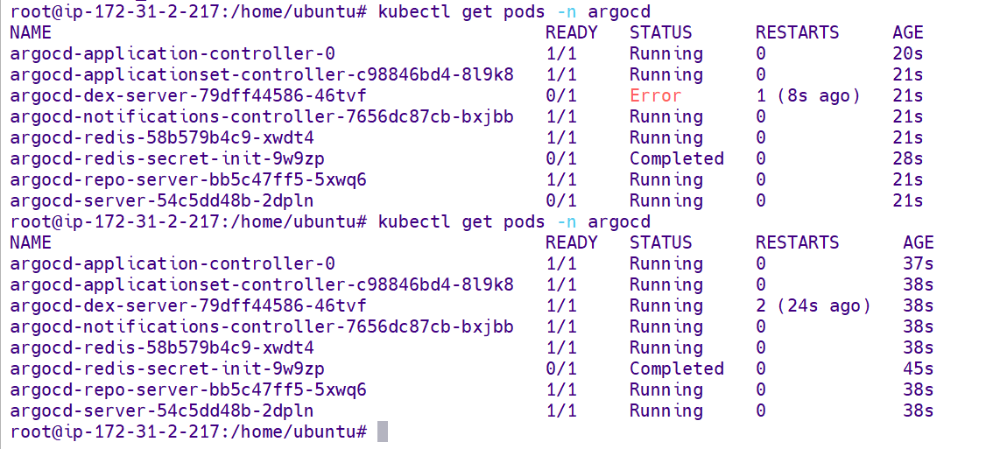 root@ip-172-31-2-217:/home/ubuntu# kubectl get pods -n argocd
NAME READY STATUS RESTARTS AGE
argocd-application-controller-0 1/1 Running 0 20s
argocd-applicationset-controller-c98846bd4-8l9k8 1/1 Running 0 21s
argocd-dex-server-79dff44586-46tvf 0/1 Error 1 (8s ago) 21s
argocd-notifications-controller-7656dc87cb-bxjbb 1/1 Running 0 21s
argocd-redis-58b579b4c9-xwdt4 1/1 Running 0 21s
argocd-redis-secret-init-9w9zp 0/1 Completed 0 28s
argocd-repo-server-bb5c47ff5-5xwq6 1/1 Running 0 21s
argocd-server-54c5dd48b-2dpln 0/1 Running 0 21s
root@ip-172-31-2-217:/home/ubuntu# kubectl get pods -n argocd
NAME READY STATUS RESTARTS AGE
argocd-application-controller-0 1/1 Running 0 37s
argocd-applicationset-controller-c98846bd4-8l9k8 1/1 Running 0 38s
argocd-dex-server-79dff44586-46tvf 1/1 Running 2 (24s ago) 38s
argocd-notifications-controller-7656dc87cb-bxjbb 1/1 Running 0 38s
argocd-redis-58b579b4c9-xwdt4 1/1 Running 0 38s
argocd-redis-secret-init-9w9zp 0/1 Completed 0 45s
argocd-repo-server-bb5c47ff5-5xwq6 1/1 Running 0 38s
argocd-server-54c5dd48b-2dpln 1/1 Running 0 38s
root@ip-172-31-2-217:/home/ubuntu#